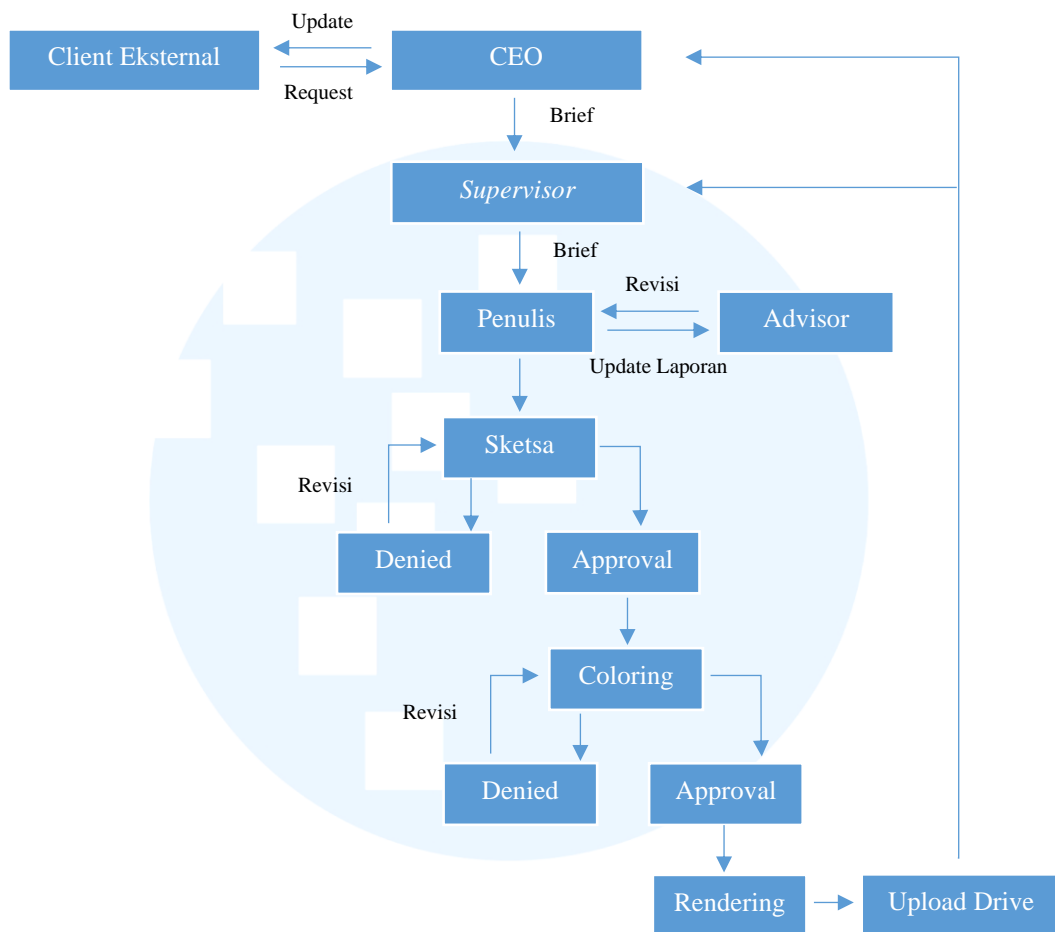 Update
Client Eksternal
CEO
Request
Brief
Supervisor
Brief
Revisi
Penulis
Advisor
Update Laporan
Sketsa
Revisi
Denied
Approval
Coloring
Revisi
Denied
Approval
Rendering
Upload Drive